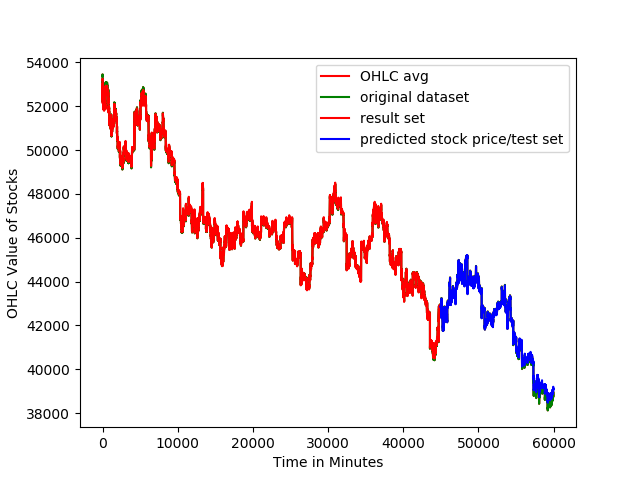 54000
52000
50000
48000
46000
44000
42000
40000
38000
OHLC Value of Stocks
OHLC avg
original dataset
result set
predicted stock price/test set
0 10000 20000 30000 40000 50000 60000
Time in Minutes